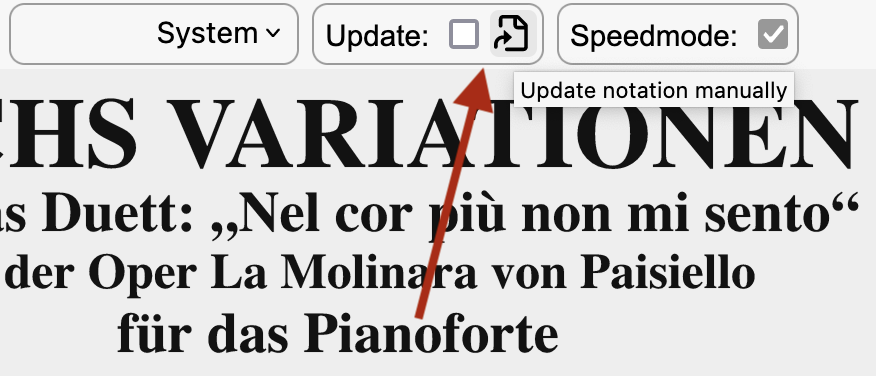 System
Update:
Speedmode:
Update notation manually
CHS VARIATIONEN
as Duett: „Nel cor più non mi sento“
der Oper La Molinara von Paisiello
für das Pianoforte